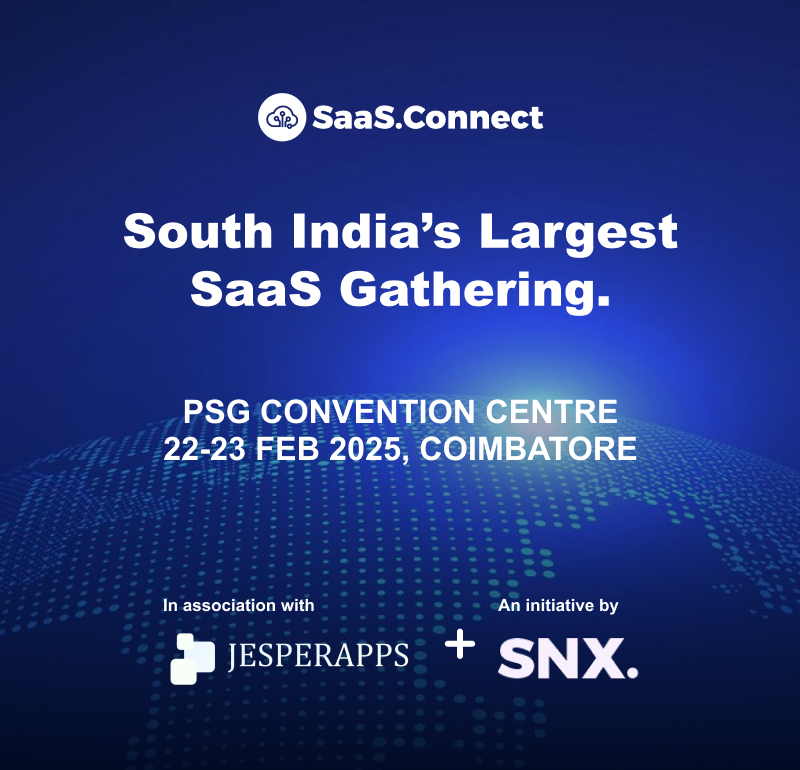 SaaS.Connect
South India’s Largest
SaaS Gathering.
PSG CONVENTION CENTRE
22-23 FEB 2025, COIMBATORE
In association with
JESPERAPPS
+
An initiative by
SNX.